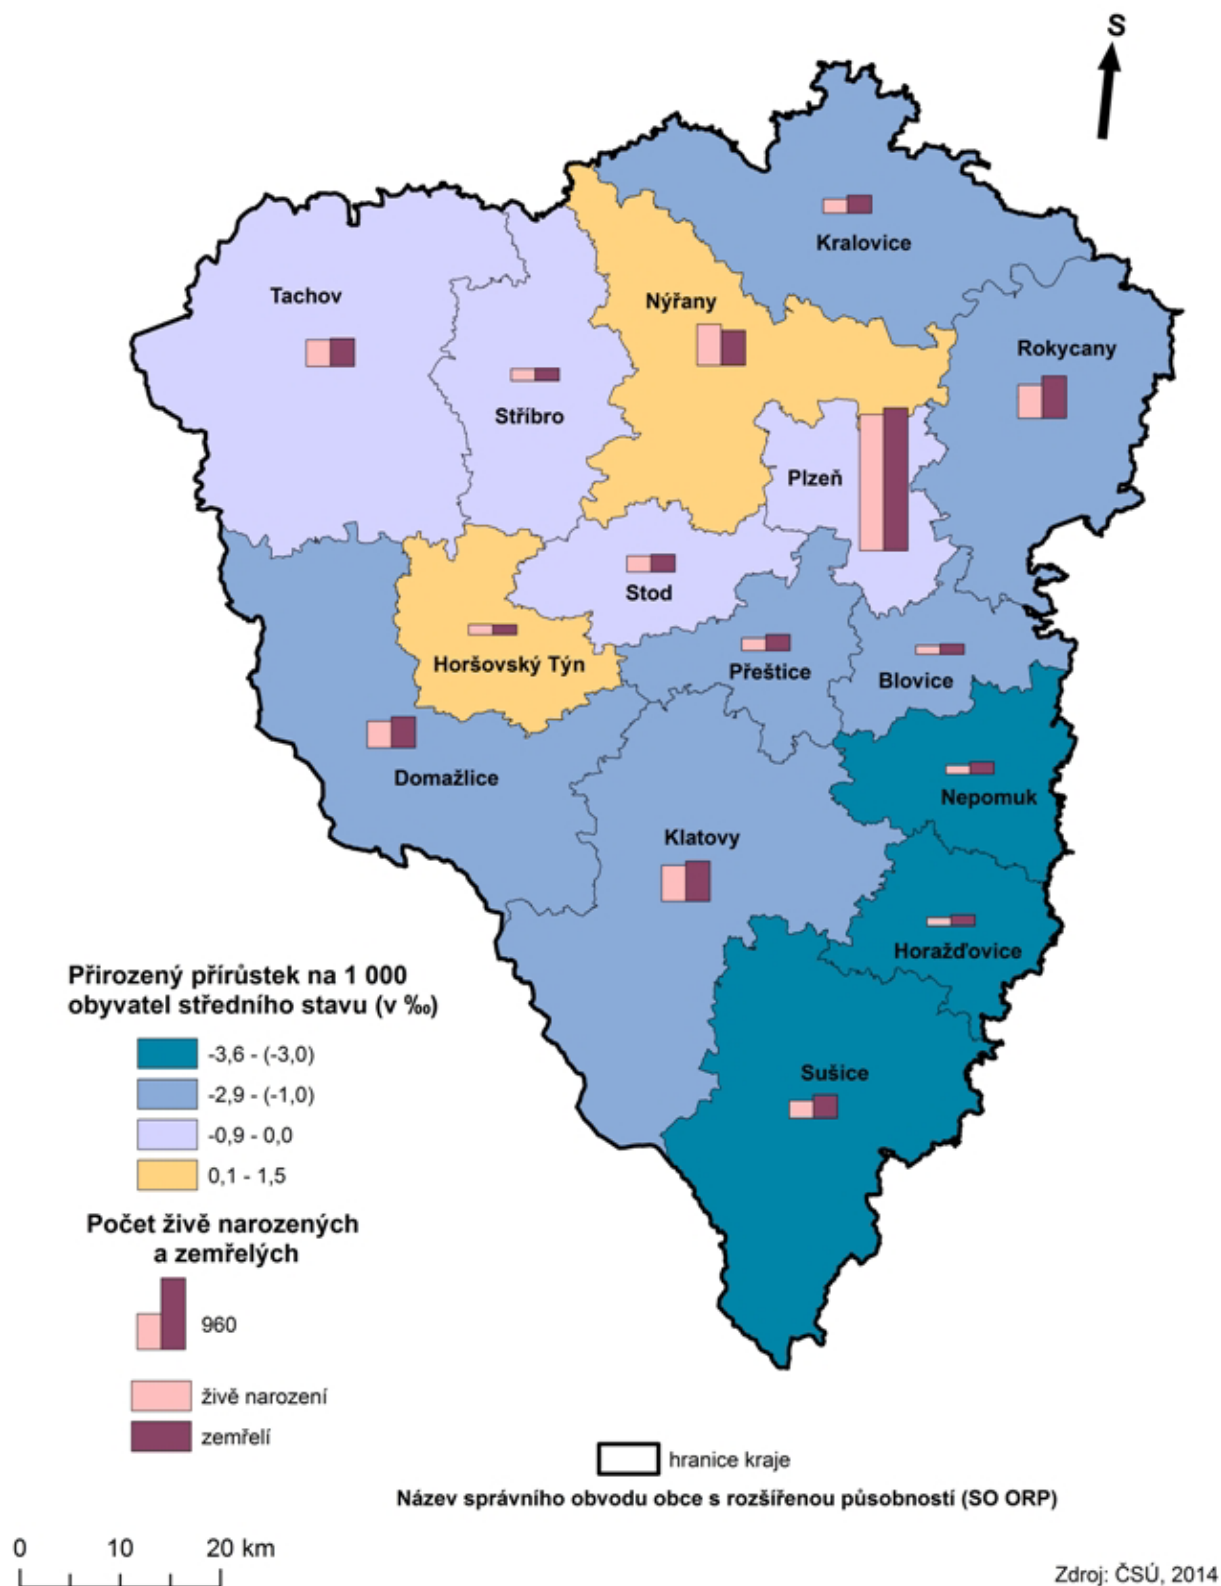 S
Kralovice
Tachov
Nýřany
Rokycany
Stříbro
Plzeň
Stod
Horšovský Týn
Přeštice
Blovice
Domažlice
Nepomuk
Klatovy
Horažďovice
Sušice
Přirozený přírůstek na 1 000
obyvatel středního stavu (v ‰)
-3,6 - (-3,0)
-2,9 - (-1,0)
-0,9 - 0,0
0,1 - 1,5
Počet živě narozených
a zemřelých
960
živě narození
zemřelí
hranice kraje
Název správního obvodu obce s rozšířenou působností (SO ORP)
0 10 20 km
Zdroj: ČSÚ, 2014